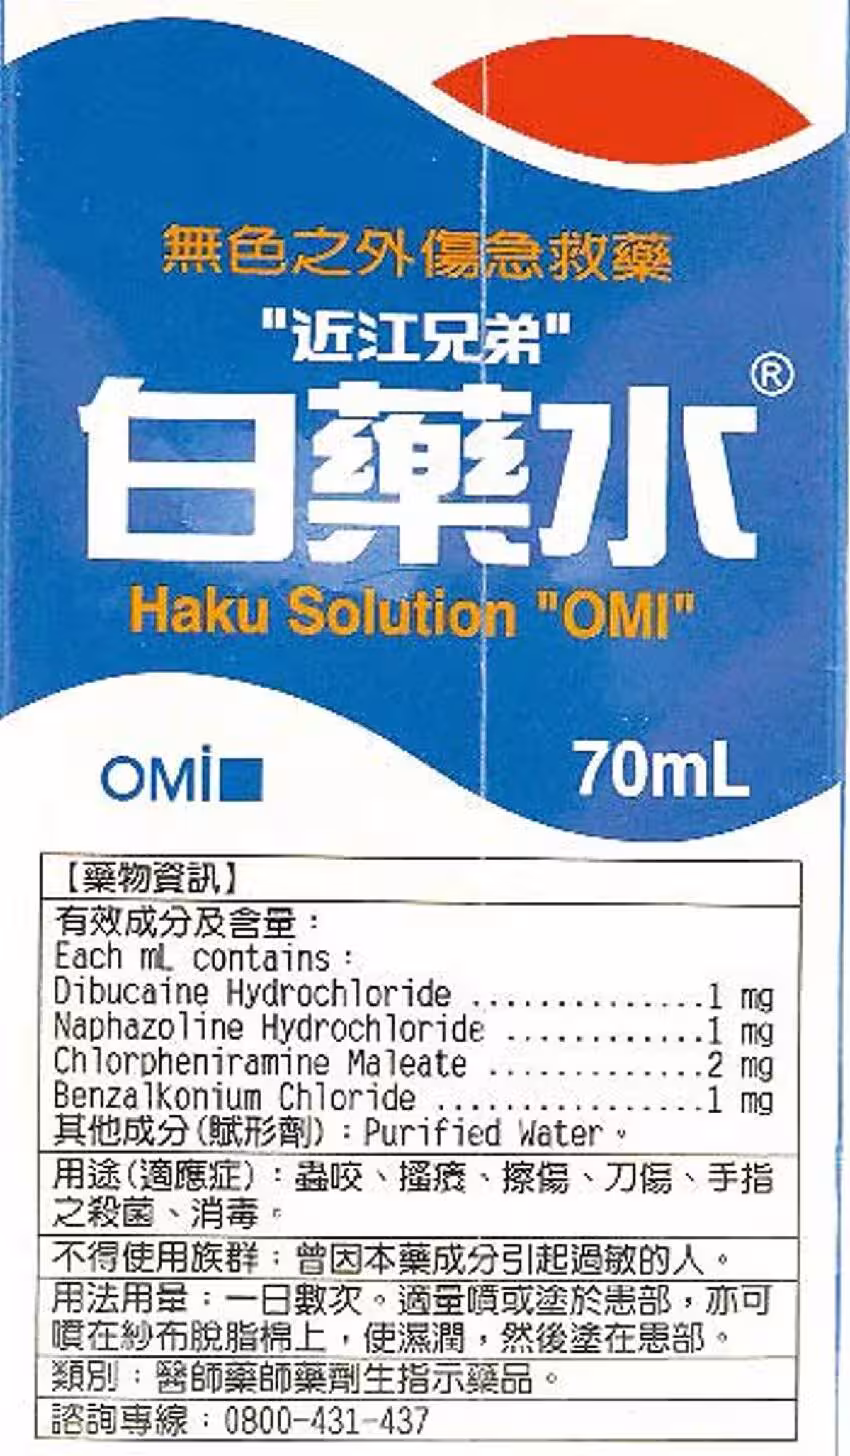 無色之外傷急救藥
"近江兄弟"
白藥水®
Haku Solution "OMI"
OMi
70mL
【藥物資訊】
有效成分及含量：
Each mL contains：
Dibucaine Hydrochloride ..............1 mg
Naphazoline Hydrochloride ............1 mg
Chlorpheniramine Maleate .............2 mg
Benzalkonium Chloride ................1 mg
其他成分(賦形劑)：Purified Water。
用途(適應症)：蟲咬、搔癢、擦傷、刀傷、手指
之殺菌、消毒。
不得使用族群：曾因本藥成分引起過敏的人。
用法用量：一日數次。適量噴或塗於患部，亦可
噴在紗布脫脂棉上，使濕潤，然後塗在患部。
類別：醫師藥師藥劑生指示藥品。
諮詢專線：0800-431-437